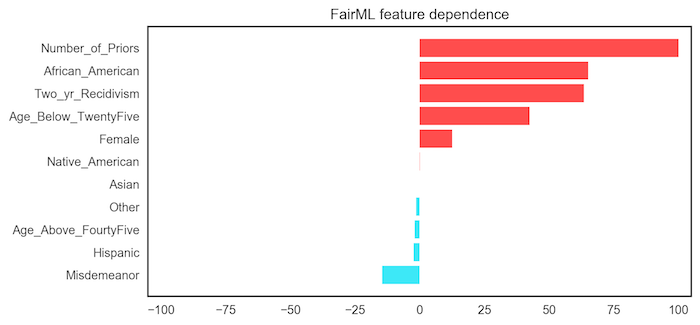 FairML feature dependence
Number_of_Priors
African_American
Two_yr_Recidivism
Age_Below_TwentyFive
Female
Native_American
Asian
Other
Age_Above_FourtyFive
Hispanic
Misdemeanor
−100 −75 −50 −25 0 25 50 75 100